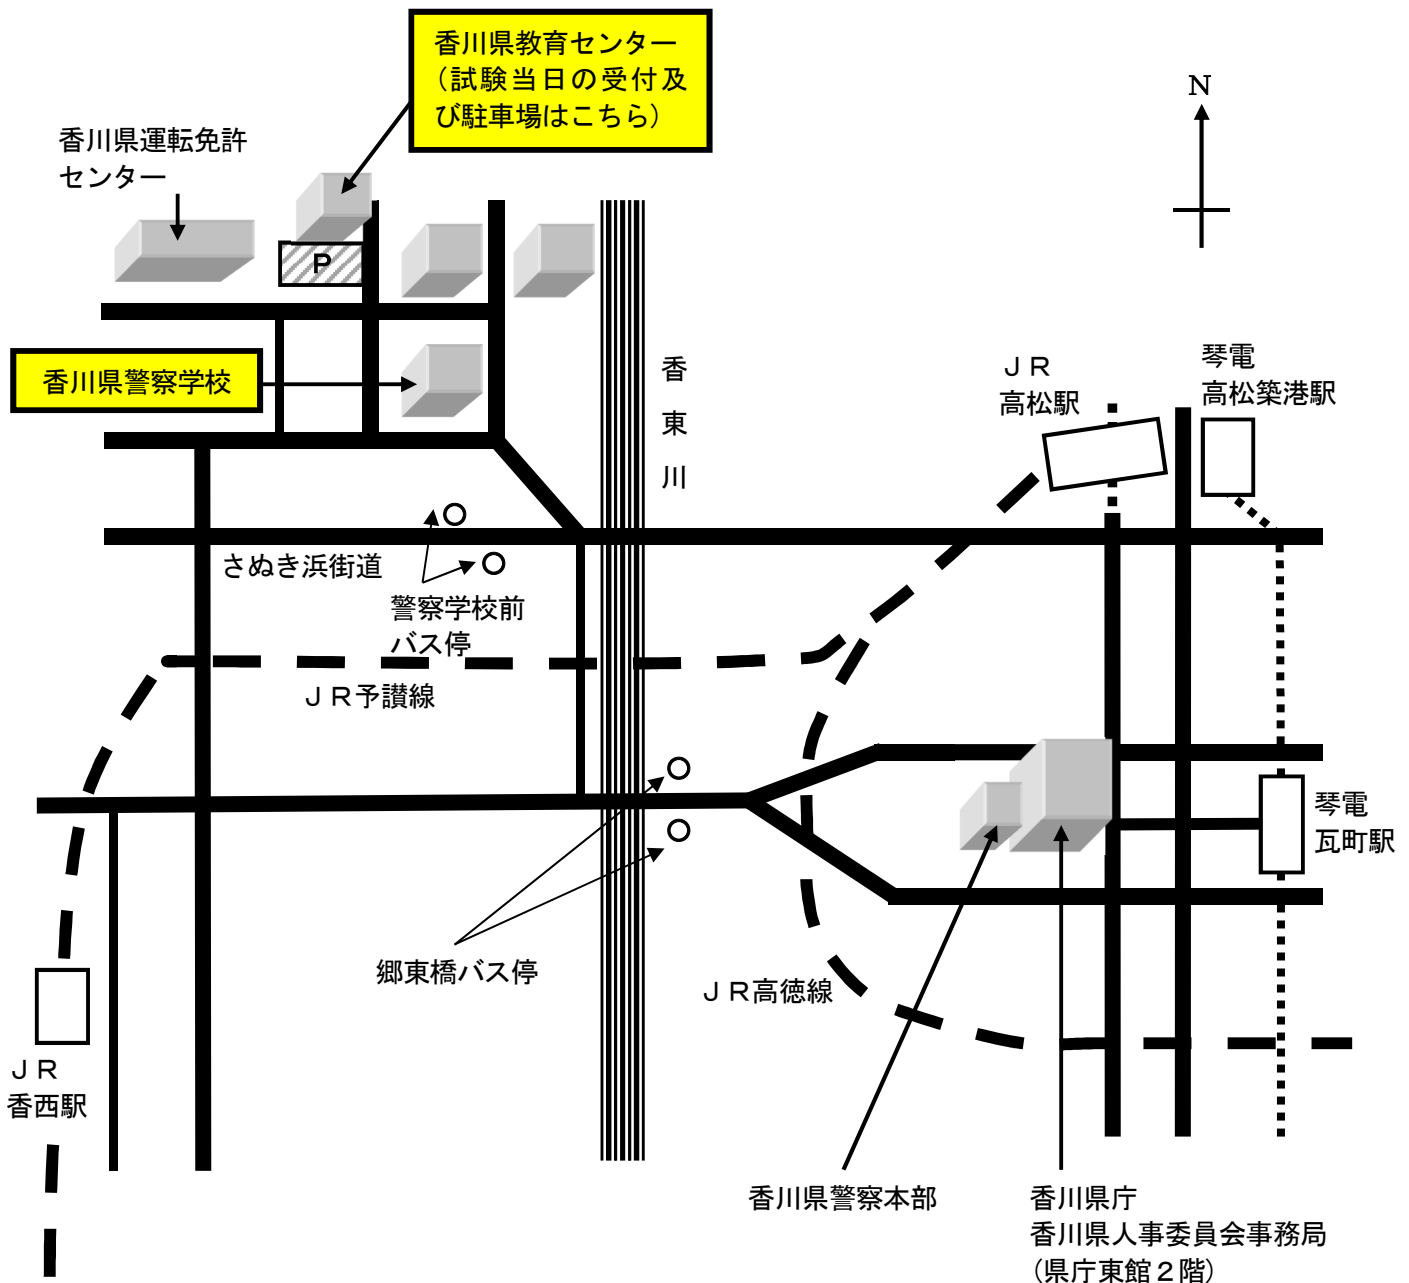 香川県教育センター
（試験当日の受付及
び駐車場はこちら）
N
香川県運転免許
センター
P
香川県警察学校
香東川
ＪＲ
高松駅
琴電
高松築港駅
さぬき浜街道
警察学校前
バス停
ＪＲ予讃線
琴電
瓦町駅
郷東橋バス停
ＪＲ高徳線
ＪＲ
香西駅
香川県警察本部
香川県庁
香川県人事委員会事務局
（県庁東館２階）